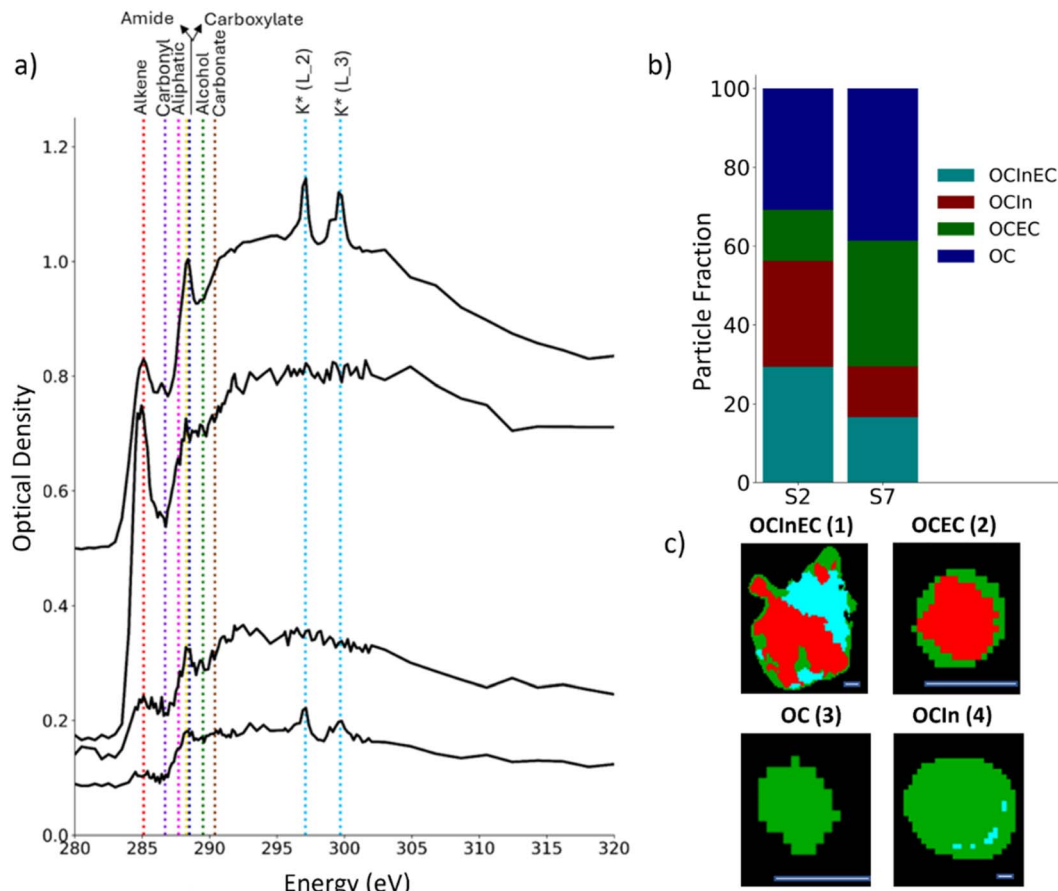 a)
Amide
Carboxylate
Alkene
Carbonyl
Aliphatic
Alcohol
Carbonate
K* (L_2)
K* (L_3)
1.2
1.0
0.8
0.6
0.4
0.2
0.0
Optical Density
280
285
290
295
300
305
310
315
320
Energy (eV)
b)
100
80
60
40
20
0
Particle Fraction
S2
S7
OCInEC
OCIn
OCEC
OC
c)
OCInEC (1)
OCEC (2)
OC (3)
OCIn (4)